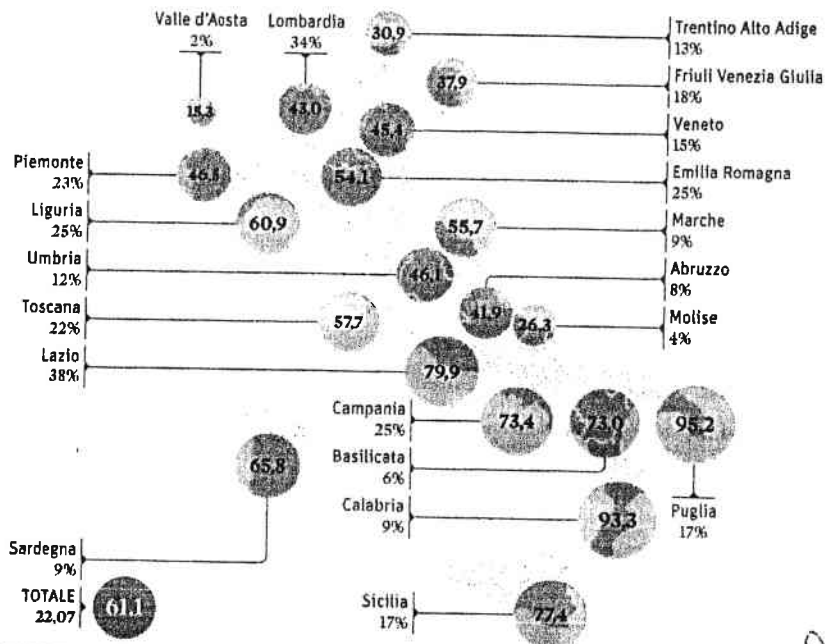 Valle d'Aosta
2%
15,3
Lombardia
34%
43,0
30,9
Trentino Alto Adige
13%
37,9
Friuli Venezia Giulia
18%
45,4
Veneto
15%
Piemonte
23%
54,1
Emilia Romagna
25%
Liguria
25%
60,9
55,7
Marche
9%
Umbria
12%
46,1
41,9
Abruzzo
8%
Toscana
22%
57,7
26,3
Molise
4%
Lazio
38%
79,9
Campania
25%
73,4
73,0
95,2
Basilicata
6%
65,8
Calabria
9%
93,3
Puglia
17%
Sardegna
9%
TOTALE
22,07
61,1
Sicilia
17%
77,4